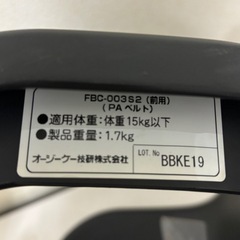 FBC-003S2（前用）
（PAベルト）
●適用体重：体重15kg以下
●製品重量：1.7kg
オージーケー技研株式会社
LOT. No.
BBKE19